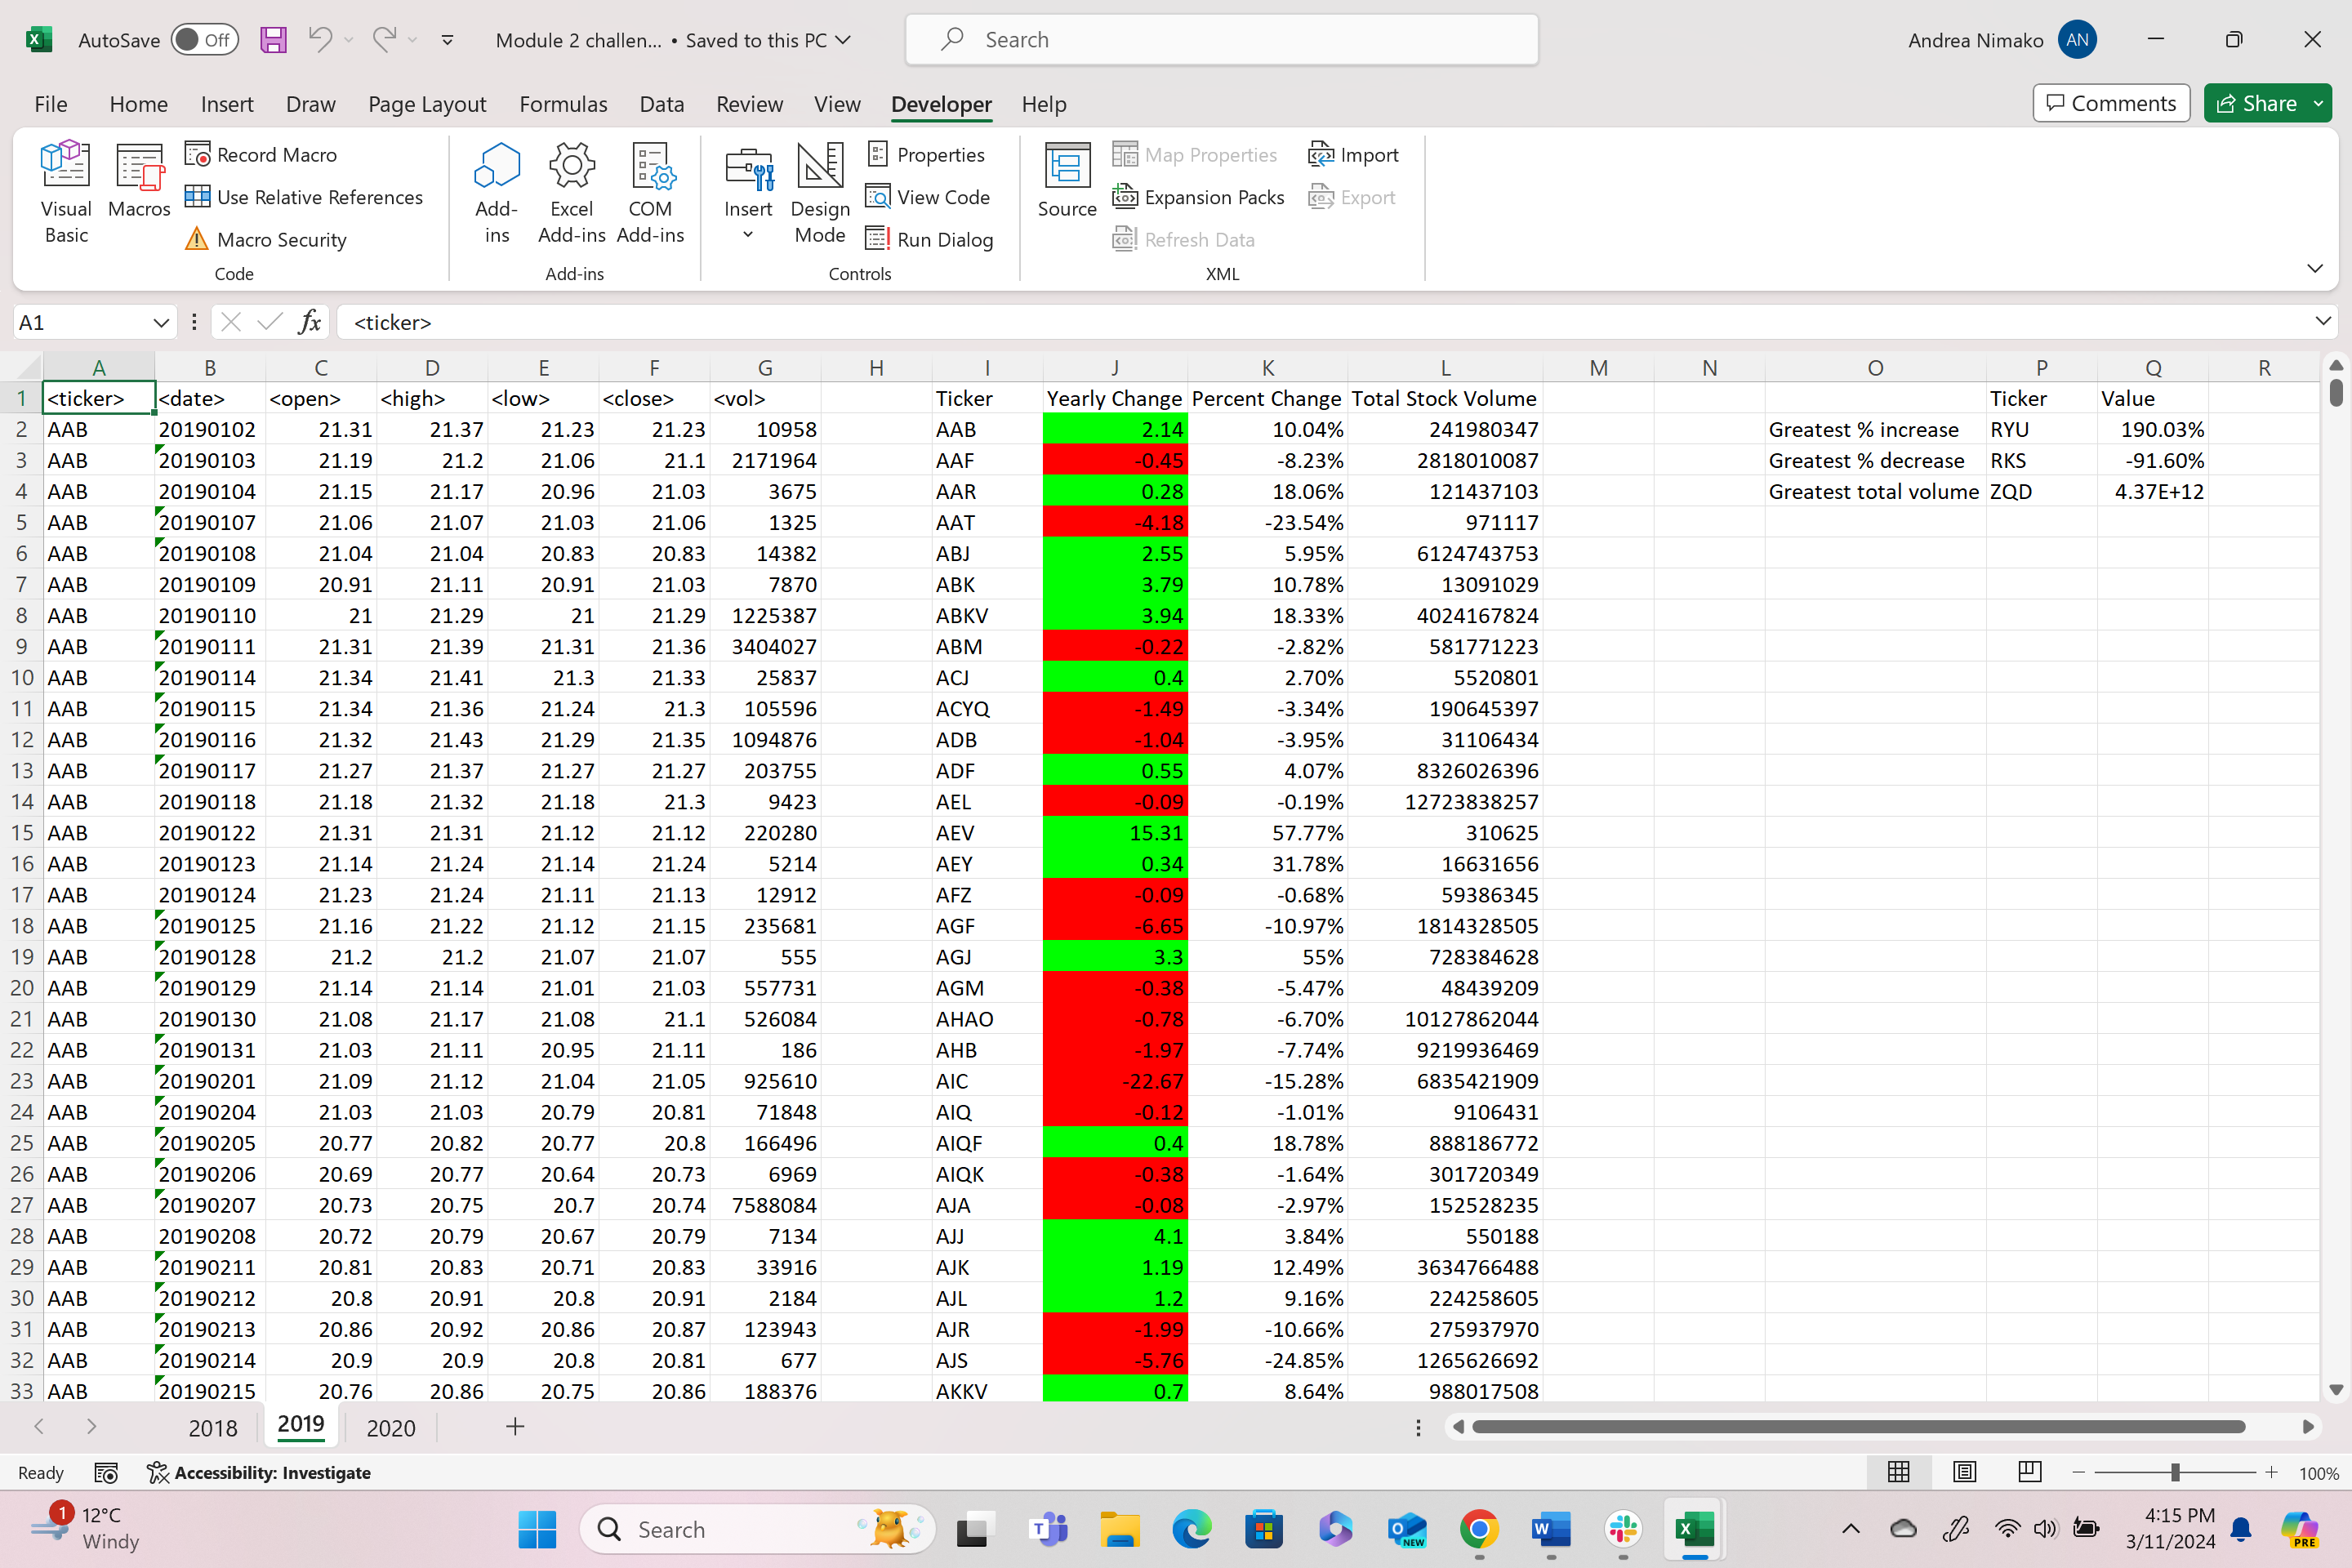 AutoSave Off Module 2 challen... • Saved to this PC Search Andrea Nimako AN
File Home Insert Draw Page Layout Formulas Data Review View Developer Help Comments Share
Visual Basic Macros Record Macro Use Relative References Macro Security Code
Add-ins Excel Add-ins COM Add-ins Add-ins
Insert Design Mode Properties View Code Run Dialog Controls
Source Map Properties Expansion Packs Refresh Data Import Export XML
A1 fx <ticker>
A B C D E F G H I J K L M N O P Q R
1 <ticker> <date> <open> <high> <low> <close> <vol> Ticker Yearly Change Percent Change Total Stock Volume Ticker Value
2 AAB 20190102 21.31 21.37 21.23 21.23 10958 AAB 2.14 10.04% 241980347 Greatest % increase RYU 190.03%
3 AAB 20190103 21.19 21.2 21.06 21.1 2171964 AAF -0.45 -8.23% 2818010087 Greatest % decrease RKS -91.60%
4 AAB 20190104 21.15 21.17 20.96 21.03 3675 AAR 0.28 18.06% 121437103 Greatest total volume ZQD 4.37E+12
5 AAB 20190107 21.06 21.07 21.03 21.06 1325 AAT -4.18 -23.54% 971117
6 AAB 20190108 21.04 21.04 20.83 20.83 14382 ABJ 2.55 5.95% 6124743753
7 AAB 20190109 20.91 21.11 20.91 21.03 7870 ABK 3.79 10.78% 13091029
8 AAB 20190110 21 21.29 21 21.29 1225387 ABKV 3.94 18.33% 4024167824
9 AAB 20190111 21.31 21.39 21.31 21.36 3404027 ABM -0.22 -2.82% 581771223
10 AAB 20190114 21.34 21.41 21.3 21.33 25837 ACJ 0.4 2.70% 5520801
11 AAB 20190115 21.34 21.36 21.24 21.3 105596 ACYQ -1.49 -3.34% 190645397
12 AAB 20190116 21.32 21.43 21.29 21.35 1094876 ADB -1.04 -3.95% 31106434
13 AAB 20190117 21.27 21.37 21.27 21.27 203755 ADF 0.55 4.07% 8326026396
14 AAB 20190118 21.18 21.32 21.18 21.3 9423 AEL -0.09 -0.19% 12723838257
15 AAB 20190122 21.31 21.31 21.12 21.12 220280 AEV 15.31 57.77% 310625
16 AAB 20190123 21.14 21.24 21.14 21.24 5214 AEY 0.34 31.78% 16631656
17 AAB 20190124 21.23 21.24 21.11 21.13 12912 AFZ -0.09 -0.68% 59386345
18 AAB 20190125 21.16 21.22 21.12 21.15 235681 AGF -6.65 -10.97% 1814328505
19 AAB 20190128 21.2 21.2 21.07 21.07 555 AGJ 3.3 55% 728384628
20 AAB 20190129 21.14 21.14 21.01 21.03 557731 AGM -0.38 -5.47% 48439209
21 AAB 20190130 21.08 21.17 21.08 21.1 526084 AHAO -0.78 -6.70% 10127862044
22 AAB 20190131 21.03 21.11 20.95 21.11 186 AHB -1.97 -7.74% 9219936469
23 AAB 20190201 21.09 21.12 21.04 21.05 925610 AIC -22.67 -15.28% 6835421909
24 AAB 20190204 21.03 21.03 20.79 20.81 71848 AIQ -0.12 -1.01% 9106431
25 AAB 20190205 20.77 20.82 20.77 20.8 166496 AIQF 0.4 18.78% 888186772
26 AAB 20190206 20.69 20.77 20.64 20.73 6969 AIQK -0.38 -1.64% 301720349
27 AAB 20190207 20.73 20.75 20.7 20.74 7588084 AJA -0.08 -2.97% 152528235
28 AAB 20190208 20.72 20.79 20.67 20.79 7134 AJJ 4.1 3.84% 550188
29 AAB 20190211 20.81 20.83 20.71 20.83 33916 AJK 1.19 12.49% 3634766488
30 AAB 20190212 20.8 20.91 20.8 20.91 2184 AJL 1.2 9.16% 224258605
31 AAB 20190213 20.86 20.92 20.86 20.87 123943 AJR -1.99 -10.66% 275937970
32 AAB 20190214 20.9 20.9 20.8 20.81 677 AJS -5.76 -24.85% 1265626692
33 AAB 20190215 20.76 20.86 20.75 20.86 188376 AKKV 0.7 8.64% 988017508
2018 2019 2020
Ready Accessibility: Investigate 100%
1 12°C Search NEW 4:15 PM
Windy 3/11/2024 PRE